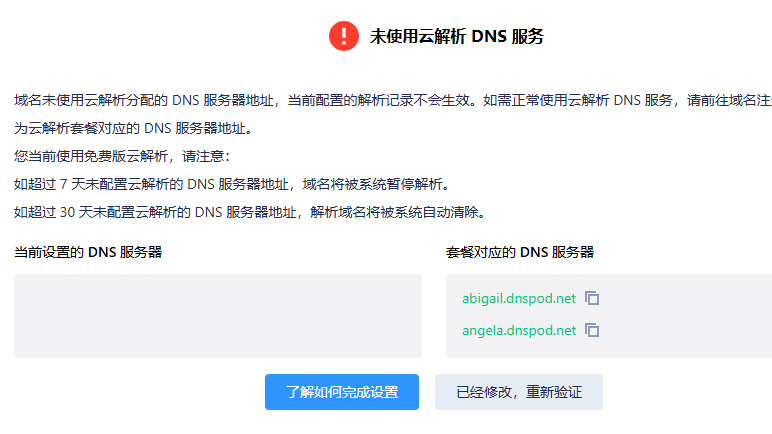 未使用云解析 DNS 服务
域名未使用云解析分配的 DNS 服务器地址，当前配置的解析记录不会生效。如需正常使用云解析 DNS 服务，请前往域名注
为云解析套餐对应的 DNS 服务器地址。
您当前使用免费版云解析，请注意：
如超过 7 天未配置云解析的 DNS 服务器地址，域名将被系统暂停解析。
如超过 30 天未配置云解析的 DNS 服务器地址，解析域名将被系统自动清除。
当前设置的 DNS 服务器
套餐对应的 DNS 服务器
abigail.dnspod.net
angela.dnspod.net
了解如何完成设置
已经修改，重新验证